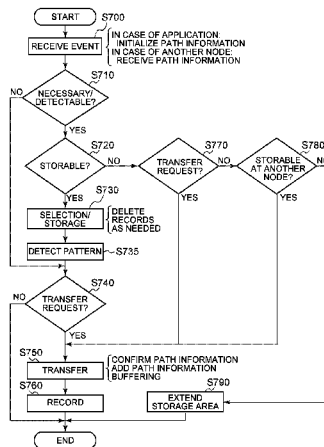 START
S700
RECEIVE EVENT
IN CASE OF APPLICATION:
INITIALIZE PATH INFORMATION
IN CASE OF ANOTHER NODE:
RECEIVE PATH INFORMATION
S710
NO
NECESSARY/
DETECTABLE?
YES
S720
STORABLE?
NO
YES
S770
TRANSFER
REQUEST?
NO
YES
S780
STORABLE
AT ANOTHER
NODE?
NO
YES
S730
SELECTION/
STORAGE
DELETE
RECORDS
AS NEEDED
DETECT PATTERN
S735
S740
NO
TRANSFER
REQUEST?
YES
S750
TRANSFER
CONFIRM PATH INFORMATION
ADD PATH INFORMATION
BUFFERING
S760
RECORD
S790
EXTEND
STORAGE AREA
END